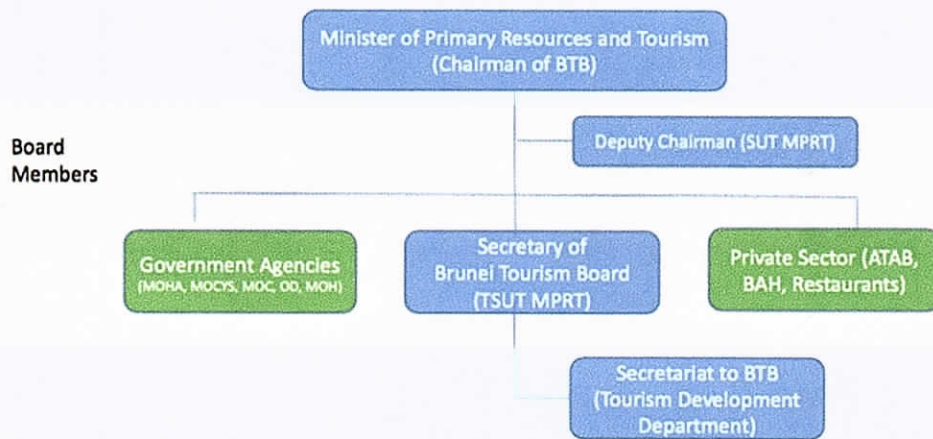 Minister of Primary Resources and Tourism
(Chairman of BTB)
Deputy Chairman (SUT MPRT)
Board
Members
Government Agencies
(MOHA, MOCYS, MOC, OD, MOH)
Secretary of
Brunei Tourism Board
(TSUT MPRT)
Private Sector (ATAB,
BAH, Restaurants)
Secretariat to BTB
(Tourism Development
Department)